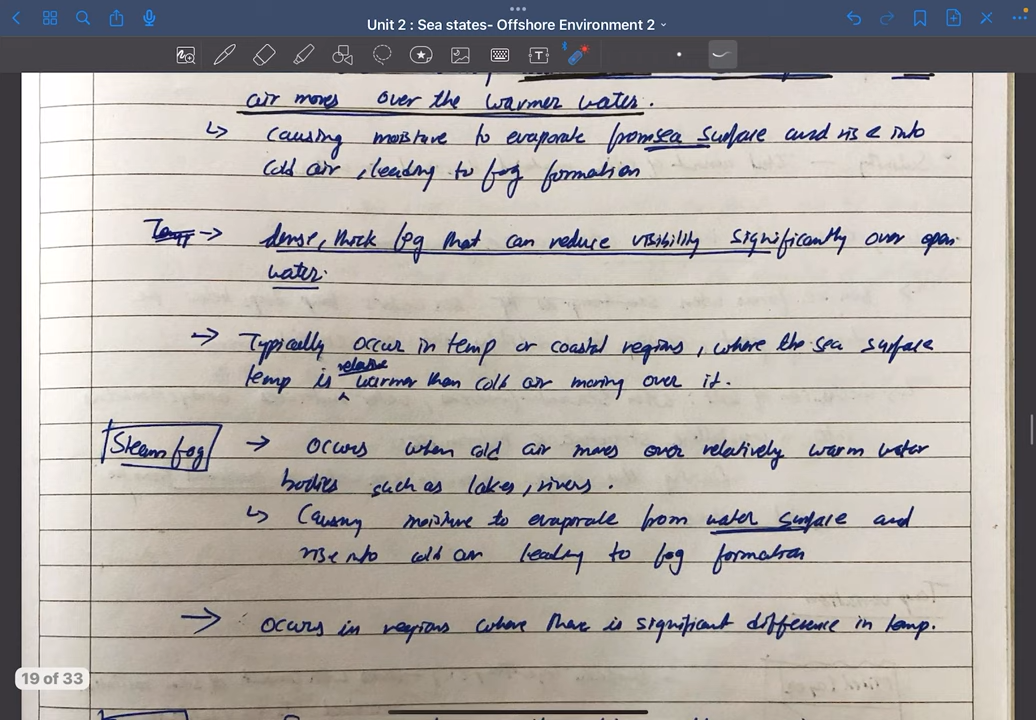 Unit 2 : Sea states- Offshore Environment 2
air moves over the warmer water.
↳ Causing moisture to evaporate from sea surface and rise into
cold air, leading to fog formation
→ dense, thick fog that can reduce visibility significantly over open
water.
→ Typically occur in temp or coastal regions, where the sea surface
relative
temp is ^ warmer than cold air moving over it.
Steam fog → Occurs when cold air moves over relatively warm water
bodies such as lakes, rivers.
↳ Causing moisture to evaporate from water surface and
rise into cold air leading to fog formation
→ Occurs in regions where there is significant difference in temp.
19 of 33